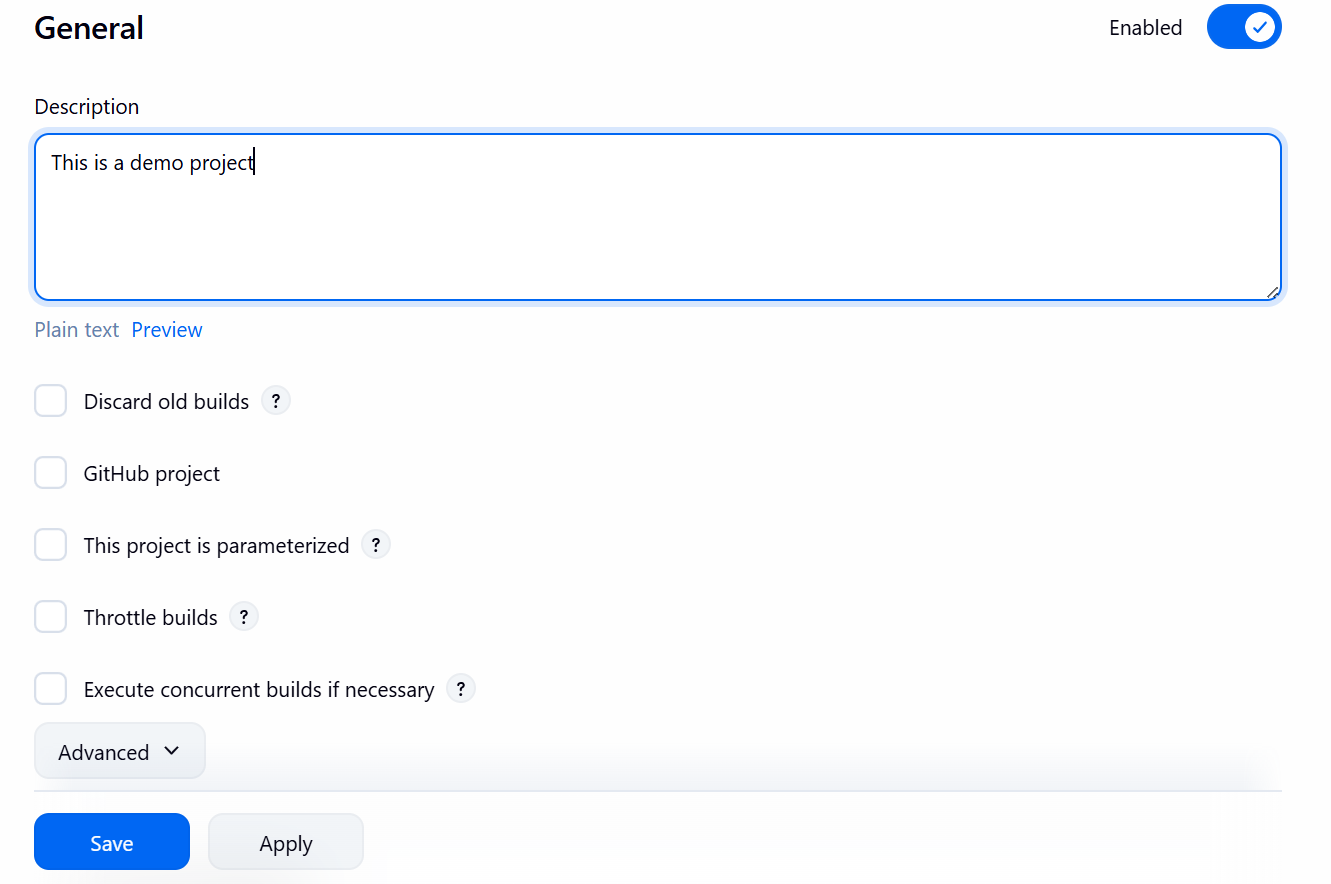 General
Enabled
Description
This is a demo project
Plain text Preview
Discard old builds ?
GitHub project
This project is parameterized ?
Throttle builds ?
Execute concurrent builds if necessary ?
Advanced
Save
Apply